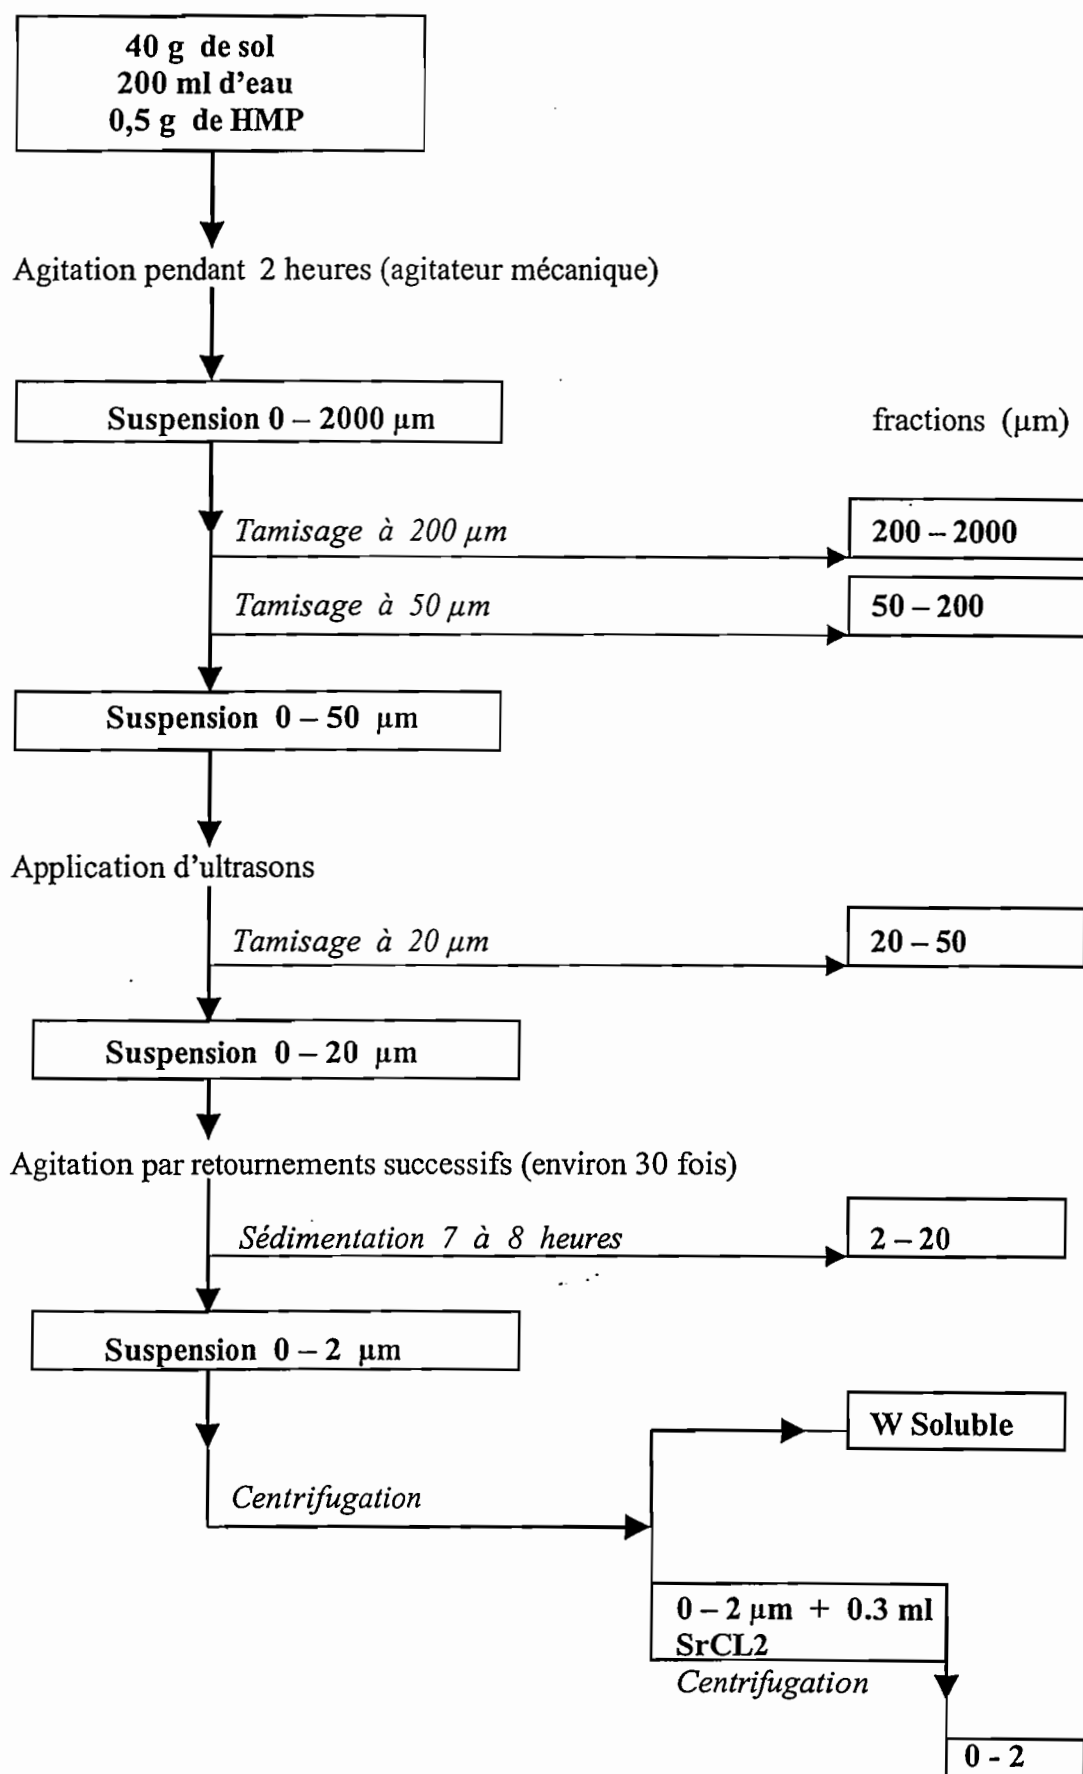 40 g de sol
200 ml d'eau
0,5 g de HMP
Agitation pendant 2 heures (agitateur mécanique)
Suspension 0 – 2000 µm
fractions (µm)
Tamisage à 200 µm
200 – 2000
Tamisage à 50 µm
50 – 200
Suspension 0 – 50 µm
Application d'ultrasons
Tamisage à 20 µm
20 – 50
Suspension 0 – 20 µm
Agitation par retournements successifs (environ 30 fois)
Sédimentation 7 à 8 heures
2 – 20
Suspension 0 – 2 µm
W Soluble
Centrifugation
0 – 2 µm + 0.3 ml
SrCL2
Centrifugation
0 - 2